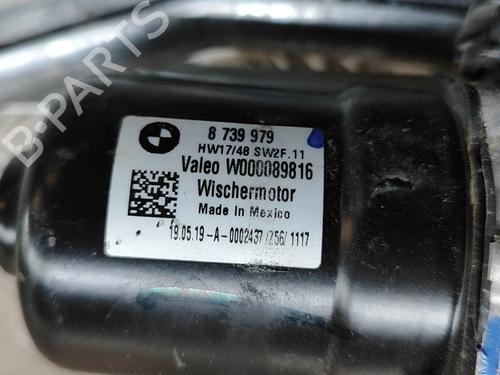 B-PARTS
8 739 979
HW17/48 SW2F.11
Valeo W000089816
Wischermotor
Made in Mexico
19.05.19-A-0002437/256/1117